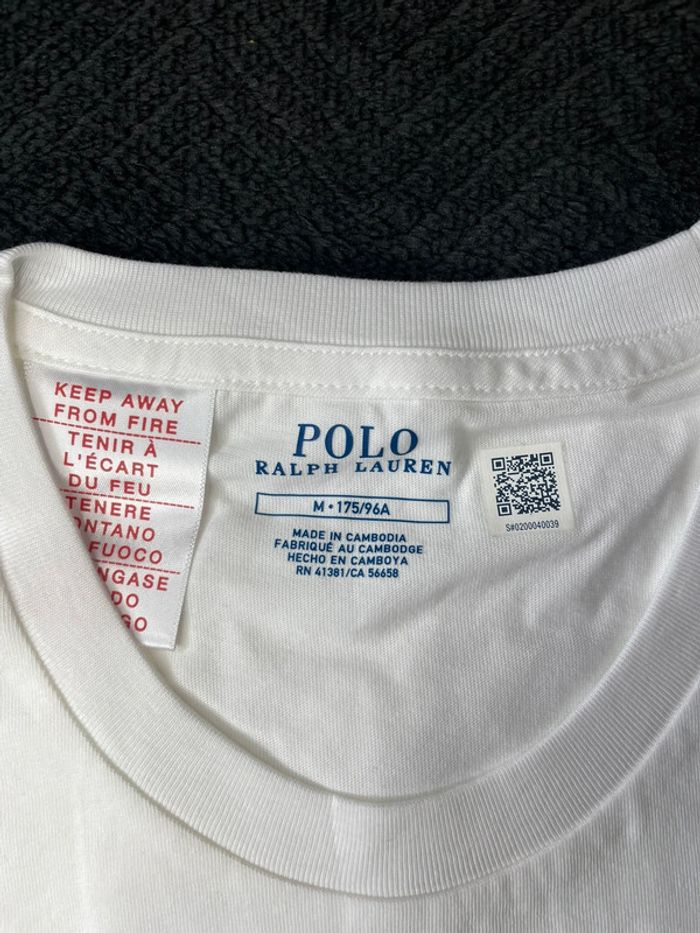 KEEP AWAY
FROM FIRE
TENIR À
L'ÉCART
DU FEU
TENERE
FUOCO
POLO
RALPH LAUREN
M • 175/96A
MADE IN CAMBODIA
FABRIQUÉ AU CAMBODGE
HECHO EN CAMBOYA
RN 41381/CA 56658
S#0200040039